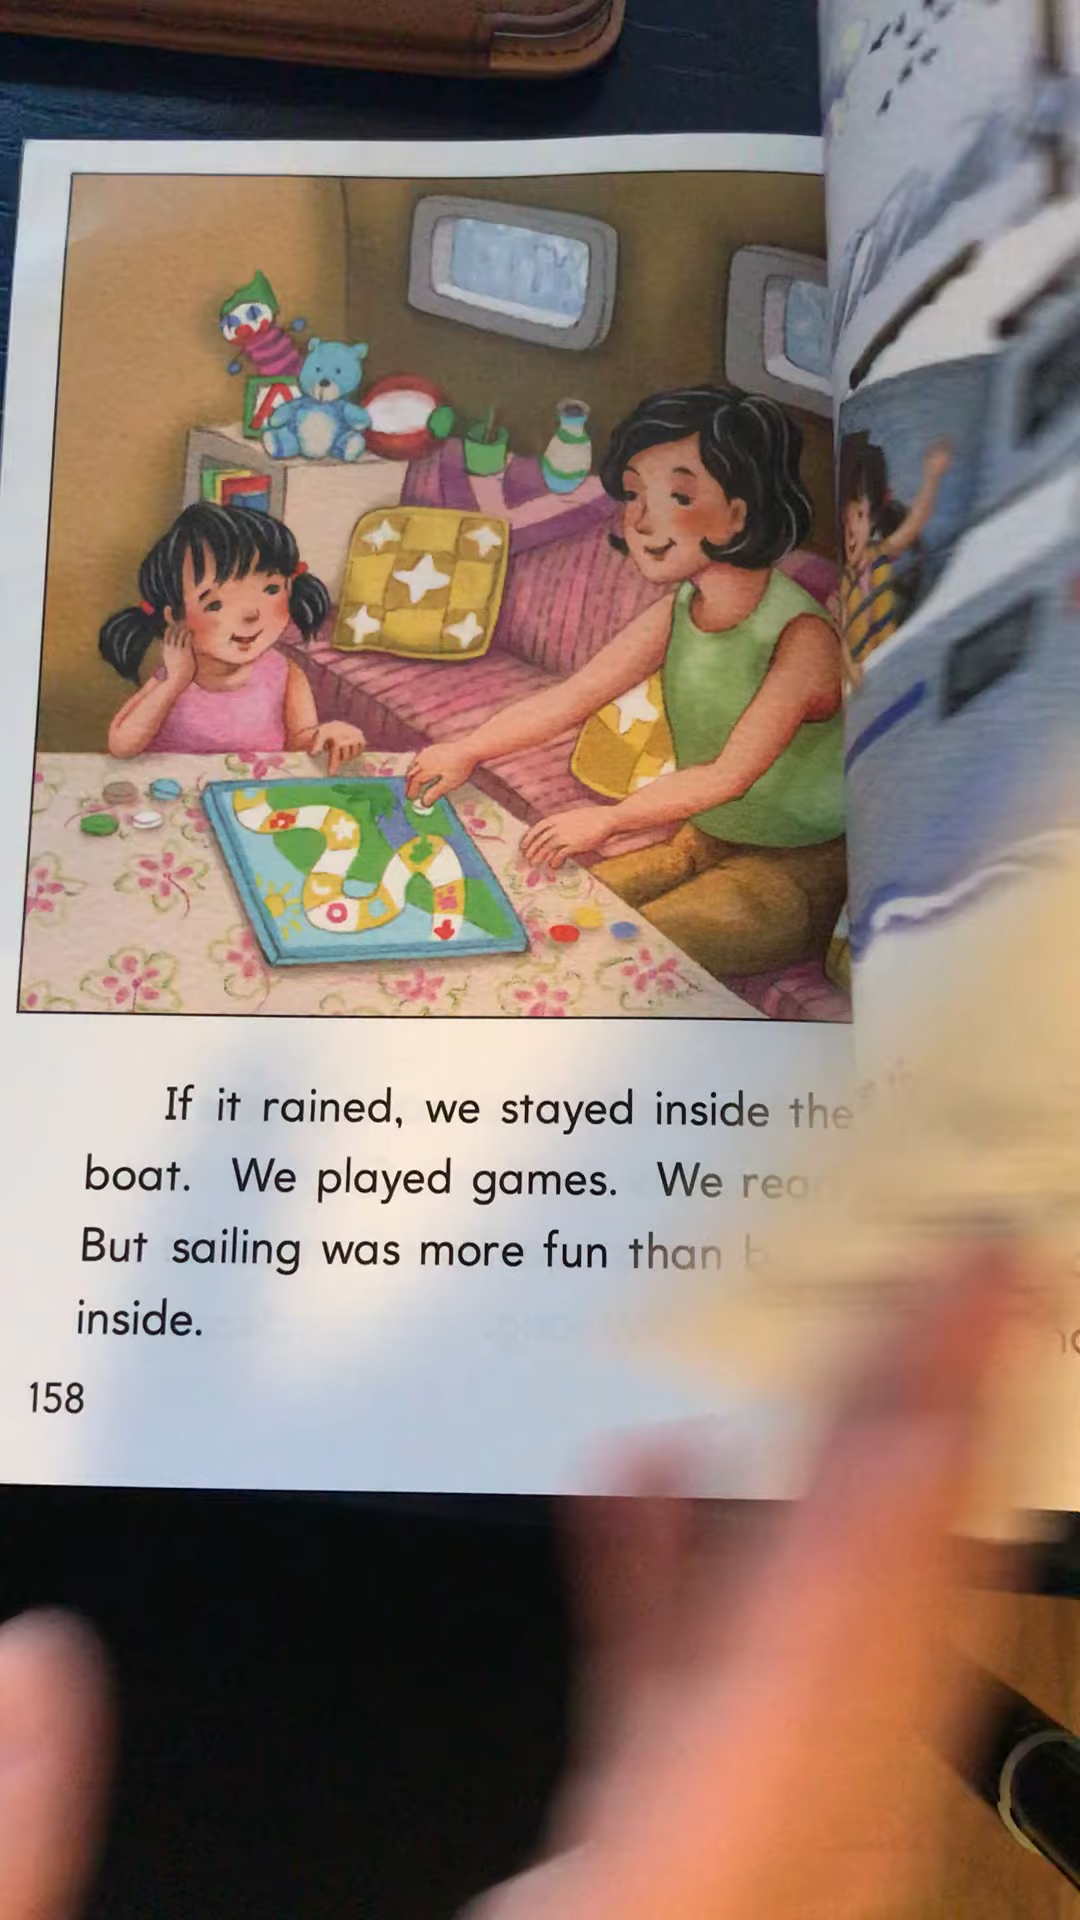 If it rained, we stayed inside the
boat. We played games. We
But sailing was more fun than
inside.
158
A